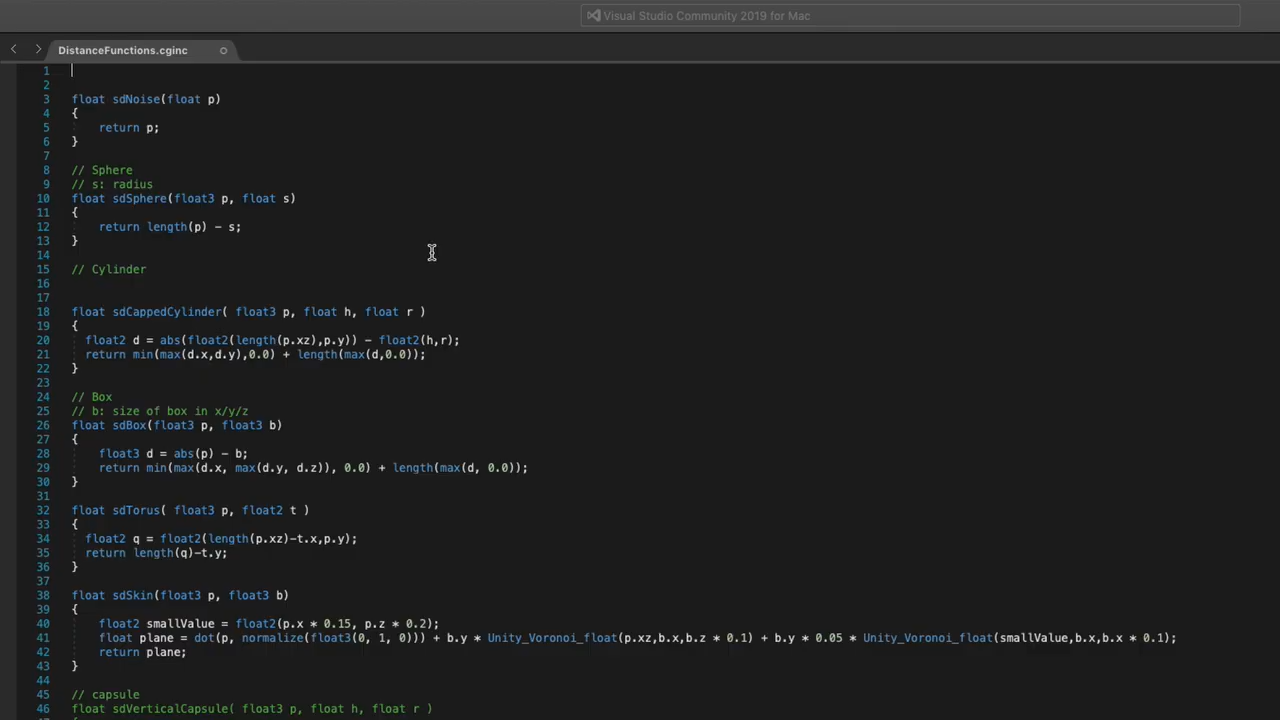 Visual Studio Community 2019 for Mac
DistanceFunctions.cginc
1
2
3 float sdNoise(float p)
4 {
5     return p;
6 }
7
8 // Sphere
9 // s: radius
10 float sdSphere(float3 p, float s)
11 {
12     return length(p) - s;
13 }
14
15 // Cylinder
16
17
18 float sdCappedCylinder( float3 p, float h, float r )
19 {
20   float2 d = abs(float2(length(p.xz),p.y)) - float2(h,r);
21   return min(max(d.x,d.y),0.0) + length(max(d,0.0));
22 }
23
24 // Box
25 // b: size of box in x/y/z
26 float sdBox(float3 p, float3 b)
27 {
28     float3 d = abs(p) - b;
29     return min(max(d.x, max(d.y, d.z)), 0.0) + length(max(d, 0.0));
30 }
31
32 float sdTorus( float3 p, float2 t )
33 {
34   float2 q = float2(length(p.xz)-t.x,p.y);
35   return length(q)-t.y;
36 }
37
38 float sdSkin(float3 p, float3 b)
39 {
40     float2 smallValue = float2(p.x * 0.15, p.z * 0.2);
41     float plane = dot(p, normalize(float3(0, 1, 0))) + b.y * Unity_Voronoi_float(p.xz,b.x,b.z * 0.1) + b.y * 0.05 * Unity_Voronoi_float(smallValue,b.x,b.x * 0.1);
42     return plane;
43 }
44
45 // capsule
46 float sdVerticalCapsule( float3 p, float h, float r )